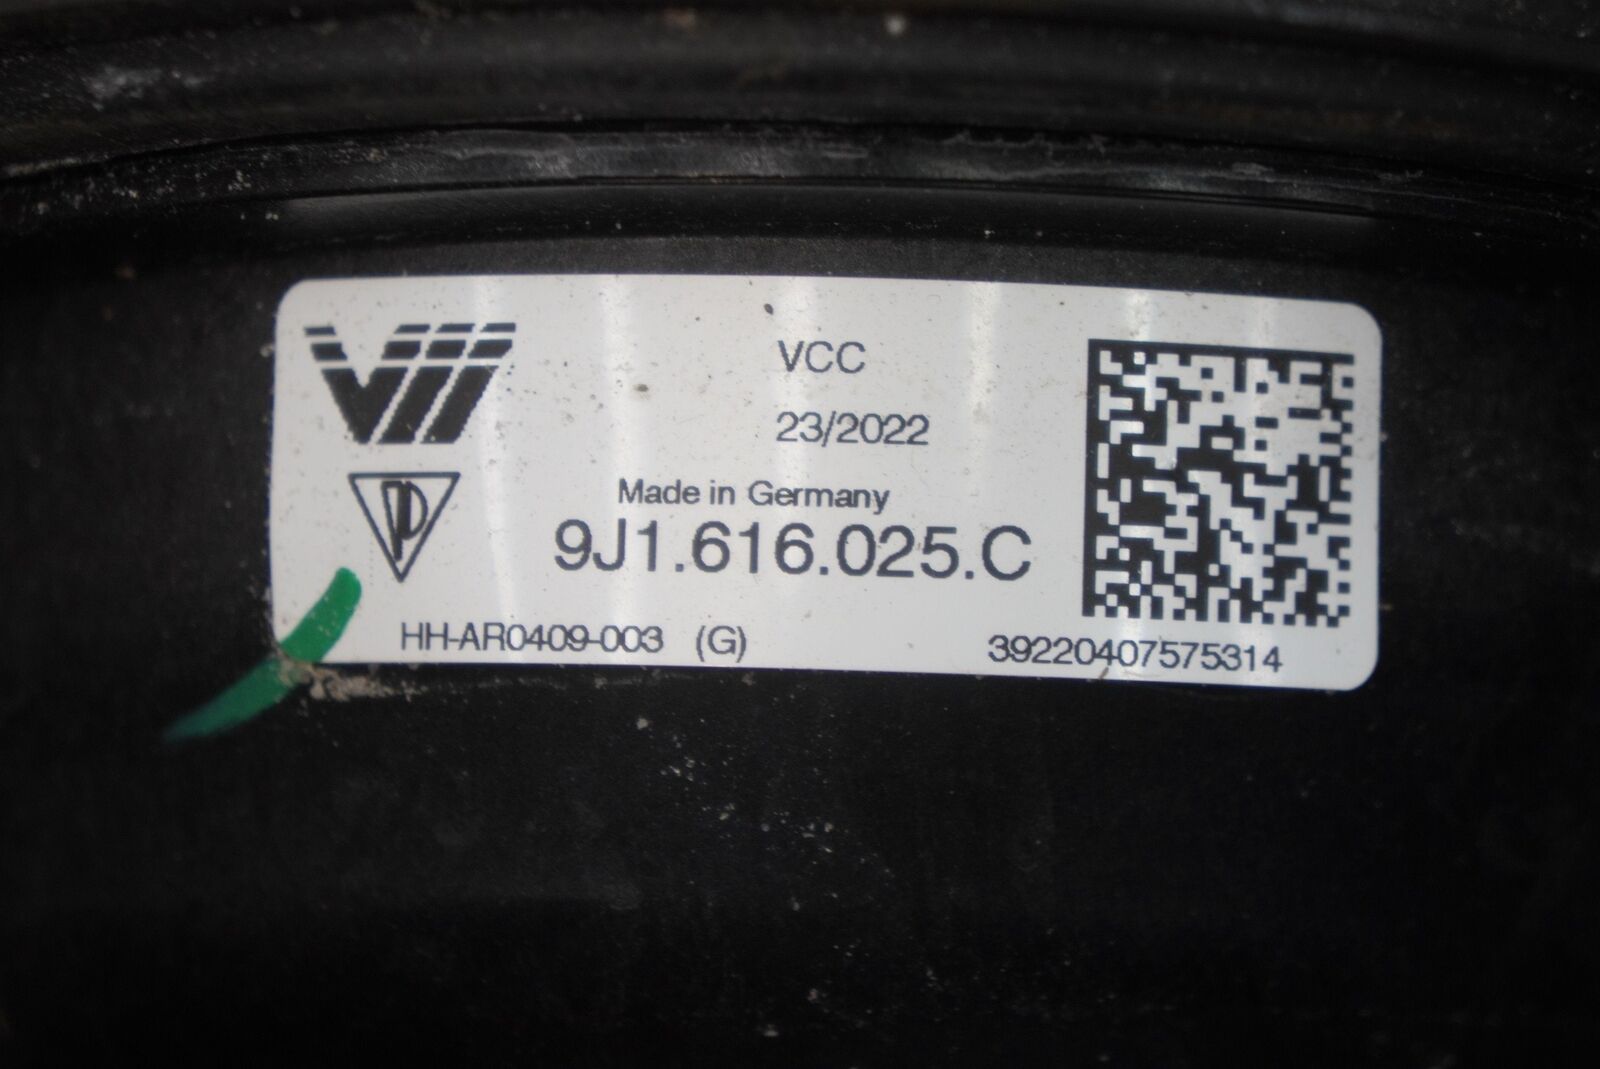 VCC
23/2022
Made in Germany
9J1.616.025.C
HH-AR0409-003 (G)
39220407575314